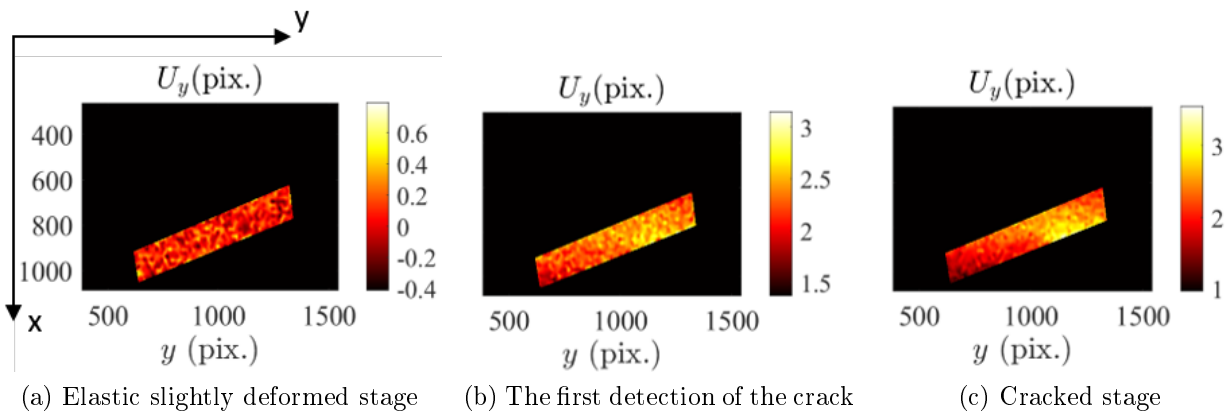 y
U_y(pix.)
400
600
800
1000
500 1000 1500
y (pix.)
0.6
0.4
0.2
0
-0.2
-0.4
x
(a) Elastic slightly deformed stage
U_y(pix.)
500 1000 1500
y (pix.)
3
2.5
2
1.5
(b) The first detection of the crack
U_y(pix.)
500 1000 1500
y (pix.)
3
2
1
(c) Cracked stage